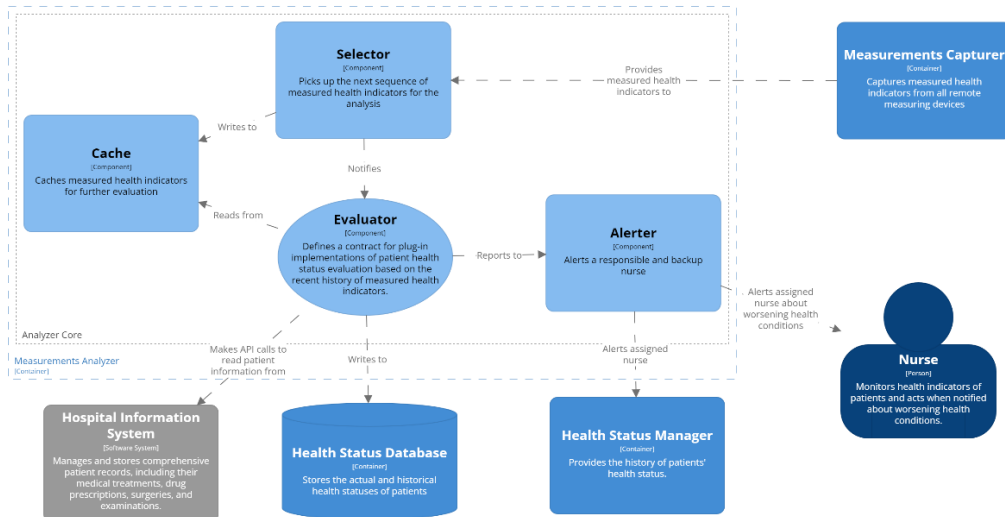 Selector
[Component]
Picks up the next sequence of
measured health indicators for the
analysis
Provides
measured health
indicators to
Measurements Capturer
[Container]
Captures measured health
indicators from all remote
measuring devices
Writes to
Cache
[Component]
Caches measured health indicators
for further evaluation
Notifies
Reads from
Evaluator
[Component]
Defines a contract for plug-in
implementations of patient health
status evaluation based on the
recent history of measured health
indicators.
Reports to
Alerter
[Component]
Alerts a responsible and backup
nurse
Alerts assigned
nurse about
worsening health
conditions
Analyzer Core
Measurements Analyzer
[Container]
Makes API calls to
read patient
information from
Writes to
Alerts assigned
nurse
Nurse
[Person]
Monitors health indicators of
patients and acts when notified
about worsening health
conditions.
Hospital Information
System
[Software System]
Manages and stores comprehensive
patient records, including their
medical treatments, drug
prescriptions, surgeries, and
examinations.
Health Status Database
[Container]
Stores the actual and historical
health statuses of patients
Health Status Manager
[Container]
Provides the history of patients'
health status.